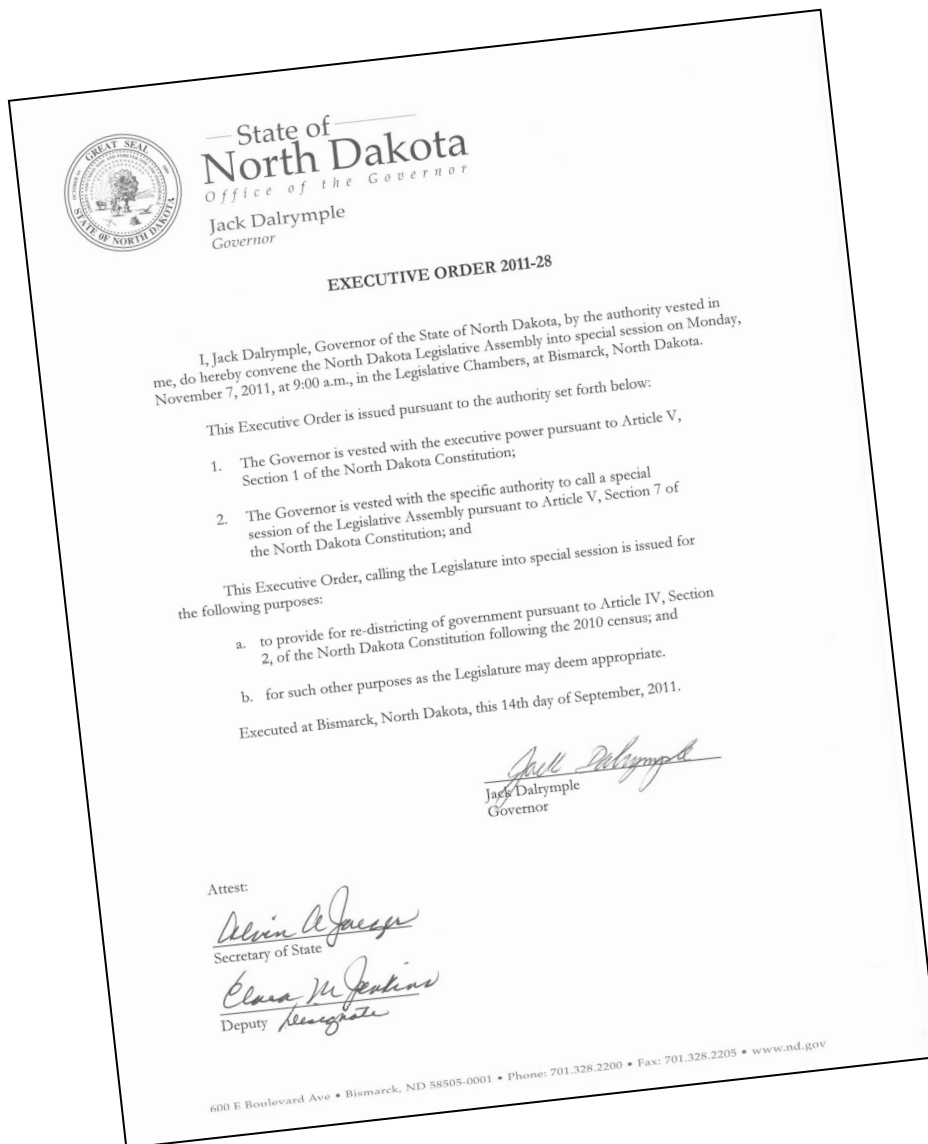 GREAT SEAL
STATE OF NORTH DAKOTA
State of
North Dakota
Office of the Governor
Jack Dalrymple
Governor
EXECUTIVE ORDER 2011-28
I, Jack Dalrymple, Governor of the State of North Dakota, by the authority vested in
me, do hereby convene the North Dakota Legislative Assembly into special session on Monday,
November 7, 2011, at 9:00 a.m., in the Legislative Chambers, at Bismarck, North Dakota.
This Executive Order is issued pursuant to the authority set forth below:
1. The Governor is vested with the executive power pursuant to Article V,
Section 1 of the North Dakota Constitution;
2. The Governor is vested with the specific authority to call a special
session of the Legislative Assembly pursuant to Article V, Section 7 of
the North Dakota Constitution; and
This Executive Order, calling the Legislature into special session is issued for
the following purposes:
a. to provide for re-districting of government pursuant to Article IV, Section
2, of the North Dakota Constitution following the 2010 census; and
b. for such other purposes as the Legislature may deem appropriate.
Executed at Bismarck, North Dakota, this 14th day of September, 2011.
Jack Dalrymple
Jack Dalrymple
Governor
Attest:
Alvin A Jaeger
Secretary of State
Clara M Jenkins
Deputy Designate
600 E Boulevard Ave • Bismarck, ND 58505-0001 • Phone: 701.328.2200 • Fax: 701.328.2205 • www.nd.gov